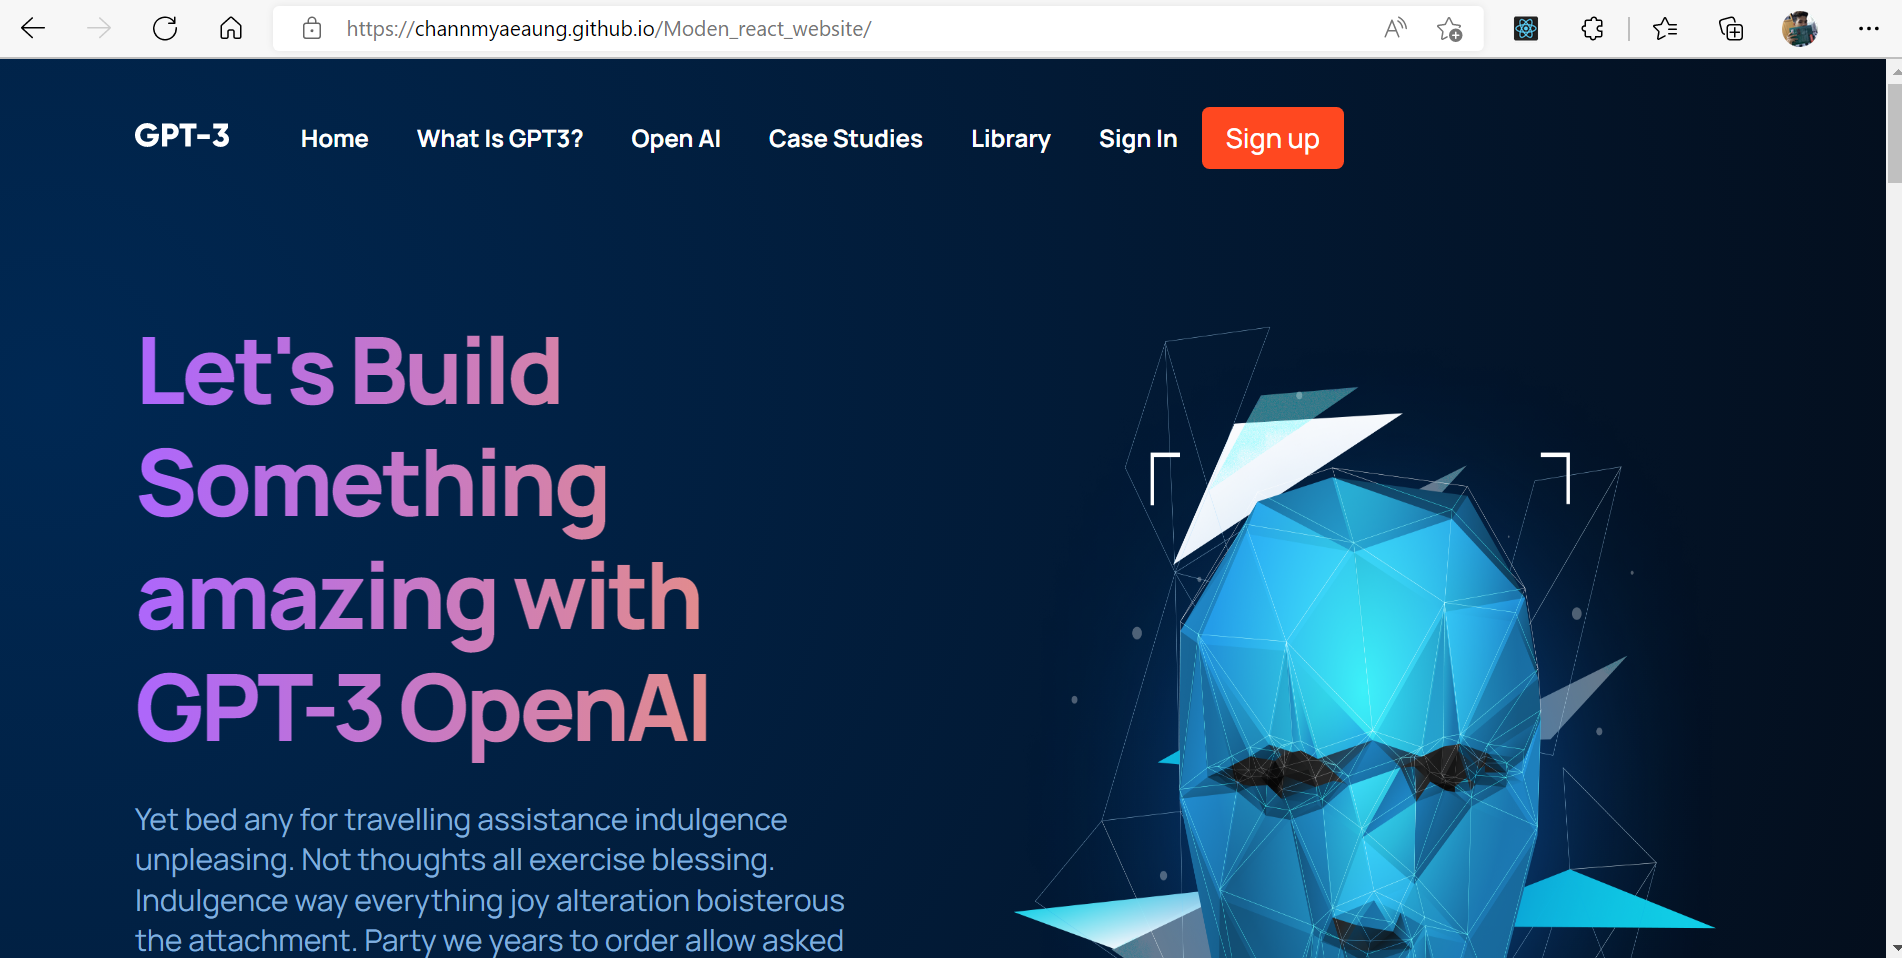 https://channmyaeaung.github.io/Moden_react_website/
GPT-3 Home What Is GPT3? Open AI Case Studies Library Sign In Sign up
Let's Build
Something
amazing with
GPT-3 OpenAI
Yet bed any for travelling assistance indulgence
unpleasing. Not thoughts all exercise blessing.
Indulgence way everything joy alteration boisterous
the attachment. Party we years to order allow asked